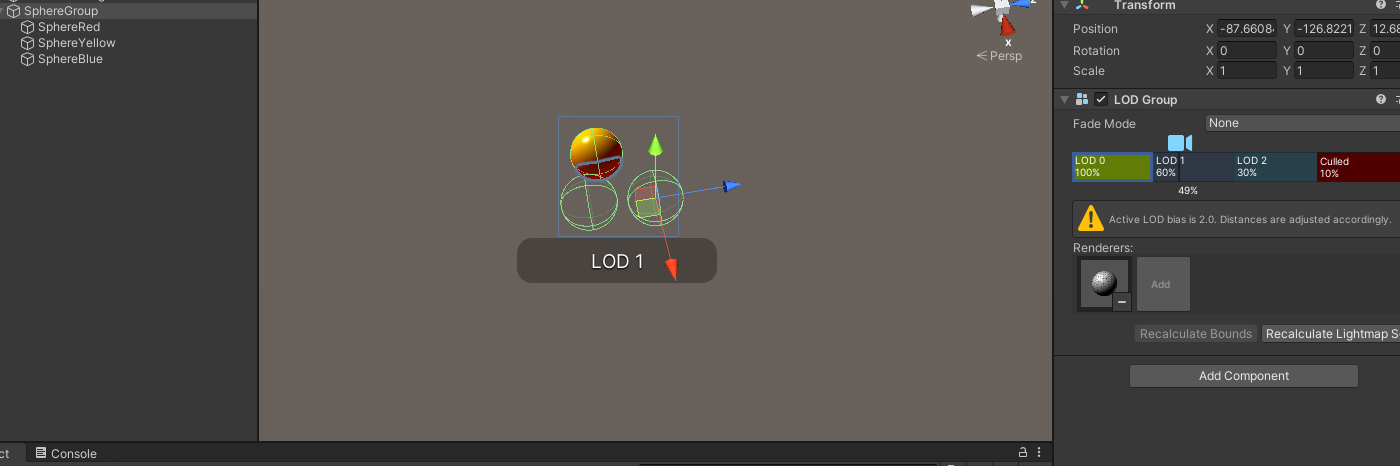 SphereGroup
SphereRed
SphereYellow
SphereBlue
x
Persp
LOD 1
Console
Transform
Position X -87.6608 Y -126.8221 Z 12.68
Rotation X 0 Y 0 Z 0
Scale X 1 Y 1 Z 1
LOD Group
Fade Mode None
LOD 0 LOD 1 LOD 2 Culled
100% 60% 30% 10%
49%
Active LOD bias is 2.0. Distances are adjusted accordingly.
Renderers:
Add
Recalculate Bounds Recalculate Lightmap S
Add Component